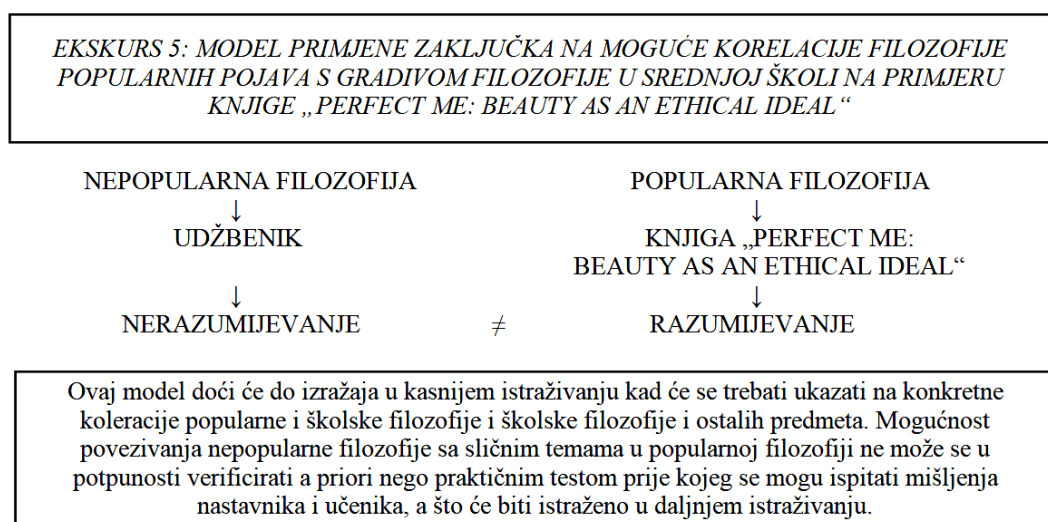 EKSKURS 5: MODEL PRIMJENE ZAKLJUČKA NA MOGUĆE KORELACIJE FILOZOFIJE
POPULARNIH POJAVA S GRADIVOM FILOZOFIJE U SREDNJOJ ŠKOLI NA PRIMJERU
KNJIGE „PERFECT ME: BEAUTY AS AN ETHICAL IDEAL“
NEPOPULARNA FILOZOFIJA
↓
UDŽBENIK
↓
NERAZUMIJEVANJE
≠
POPULARNA FILOZOFIJA
↓
KNJIGA „PERFECT ME:
BEAUTY AS AN ETHICAL IDEAL“
↓
RAZUMIJEVANJE
Ovaj model doći će do izražaja u kasnijem istraživanju kad će se trebati ukazati na konkretne
koleracije popularne i školske filozofije i školske filozofije i ostalih predmeta. Mogućnost
povezivanja nepopularne filozofije sa sličnim temama u popularnoj filozofiji ne može se u
potpunosti verificirati a priori nego praktičnim testom prije kojeg se mogu ispitati mišljenja
nastavnika i učenika, a što će biti istraženo u daljnjem istraživanju.